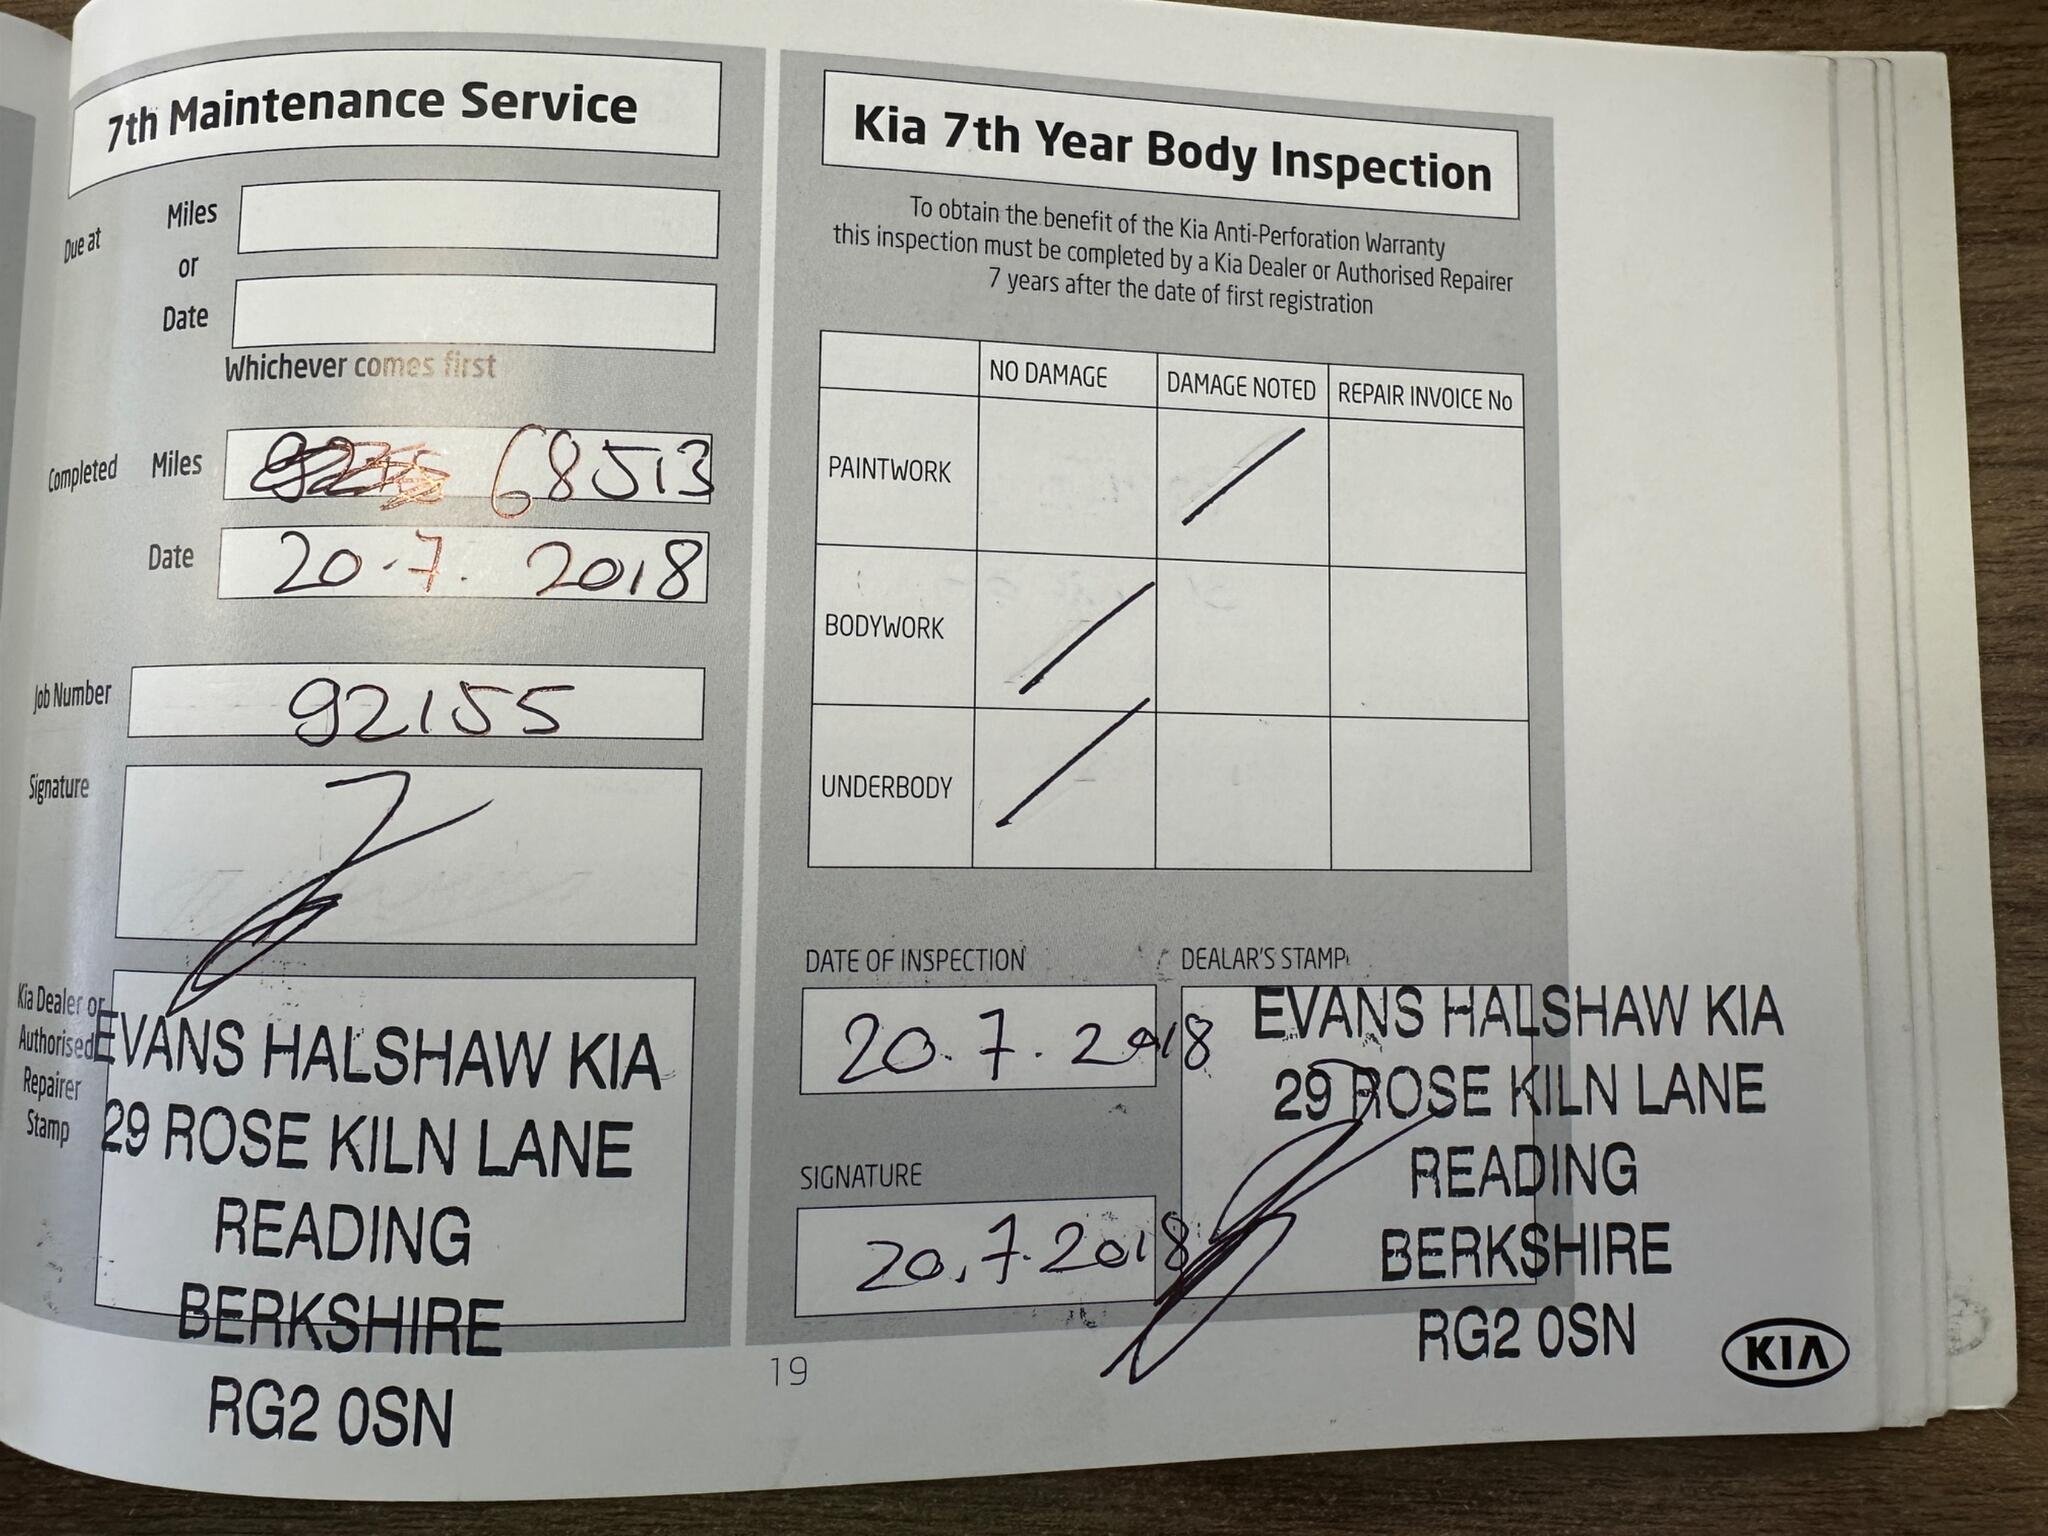 7th Maintenance Service
Due at
Miles
or
Date
Whichever comes first
Completed
Miles
68513
Date
20.7.2018
Job Number
92155
Signature
Kia Dealer or
Authorised
Repairer
Stamp
EVANS HALSHAW KIA
29 ROSE KILN LANE
READING
BERKSHIRE
RG2 0SN
Kia 7th Year Body Inspection
To obtain the benefit of the Kia Anti-Perforation Warranty
this inspection must be completed by a Kia Dealer or Authorised Repairer
7 years after the date of first registration
NO DAMAGE
DAMAGE NOTED
REPAIR INVOICE No
PAINTWORK
BODYWORK
UNDERBODY
DATE OF INSPECTION
20.7.2018
SIGNATURE
20.7.2018
DEALAR'S STAMP
EVANS HALSHAW KIA
29 ROSE KILN LANE
READING
BERKSHIRE
RG2 0SN
19
KIA